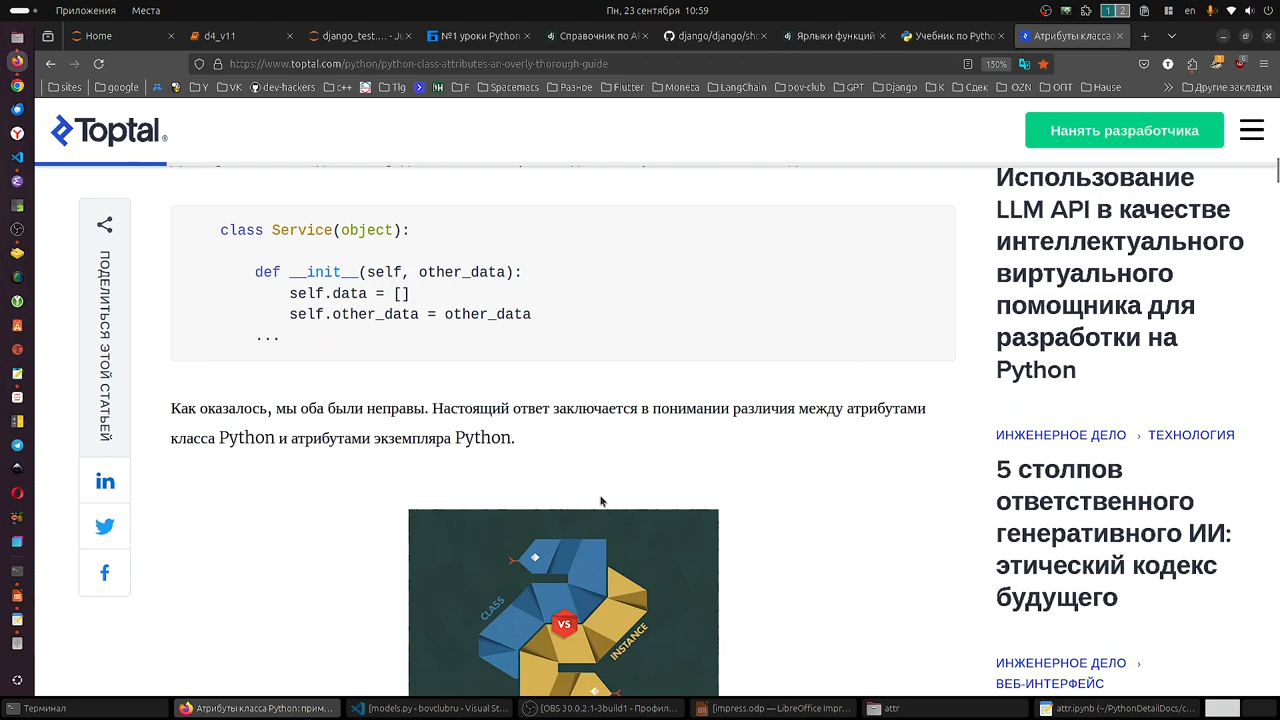 Приложения Места
Пн, 23 сентября 10:59
1 2
en
Home
d4_v11
django_test.... - Ju
№1 уроки Python
Справочник по AI
django/django/sh
Ярлыки функций
Учебник по Pytho
Атрибуты класса
https://www.toptal.com/python/python-class-attributes-an-overly-thorough-guide
150%
sites
google
Y
VK
dev-hackers
c++
Tlg
H
F
Spacemacs
Разное
Flutter
Moneta
LangChain
bov-club
GPT
Django
K
Сдек
OZN
ОПТ
Hause
Другие закладки
Toptal®
Нанять разработчика
ПОДЕЛИТЬСЯ ЭТОЙ СТАТЬЕЙ
class Service(object):
def __init__(self, other_data):
self.data = []
self.other_data = other_data
...
Как оказалось, мы оба были неправы. Настоящий ответ заключается в понимании различия между атрибутами
класса Python и атрибутами экземпляра Python.
CLASS
VS
INSTANCE
Использование
LLM API в качестве
интеллектуального
виртуального
помощника для
разработки на
Python
ИНЖЕНЕРНОЕ ДЕЛО › ТЕХНОЛОГИЯ
5 столпов
ответственного
генеративного ИИ:
этический кодекс
будущего
ИНЖЕНЕРНОЕ ДЕЛО ›
ВЕБ-ИНТЕРФЕЙС
Терминал
Атрибуты класса Python: прим...
[models.py - bovclubru - Visual St...
[OBS 30.0.2.1-3build1 - Профил...
[impress.odp — LibreOffice Impr...
attr
attr.ipynb (~/PythonDetailDocs/c...